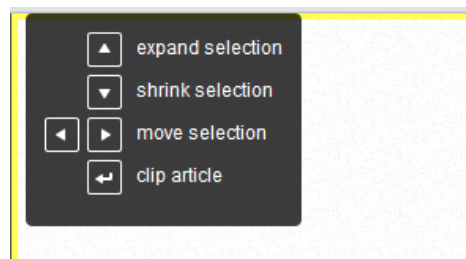 expand selection
shrink selection
move selection
clip article